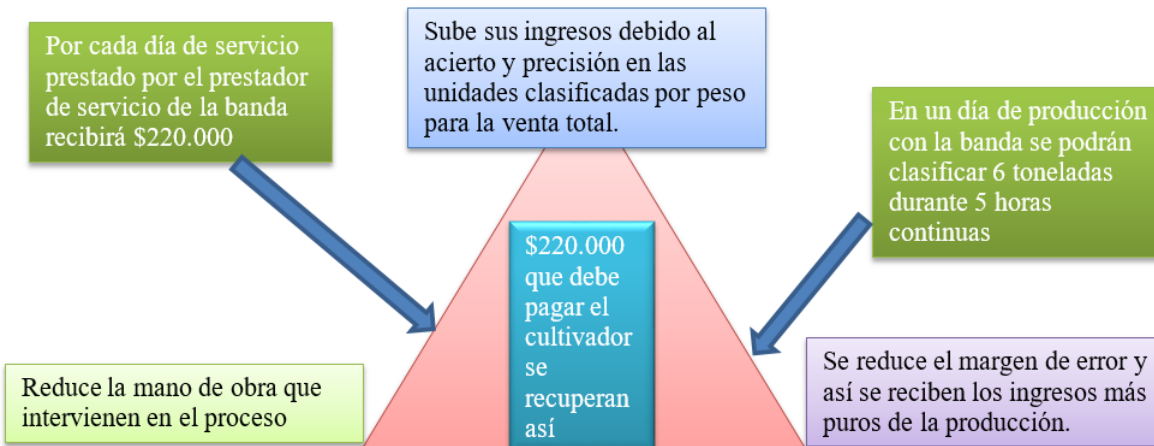 Por cada día de servicio
prestado por el prestador
de servicio de la banda
recibirá $220.000
Sube sus ingresos debido al
acierto y precisión en las
unidades clasificadas por peso
para la venta total.
En un día de producción
con la banda se podrán
clasificar 6 toneladas
durante 5 horas
continuas
$220.000
que debe
pagar el
cultivador
se
recuperan
así
Reduce la mano de obra que
intervienen en el proceso
Se reduce el margen de error y
así se reciben los ingresos más
puros de la producción.